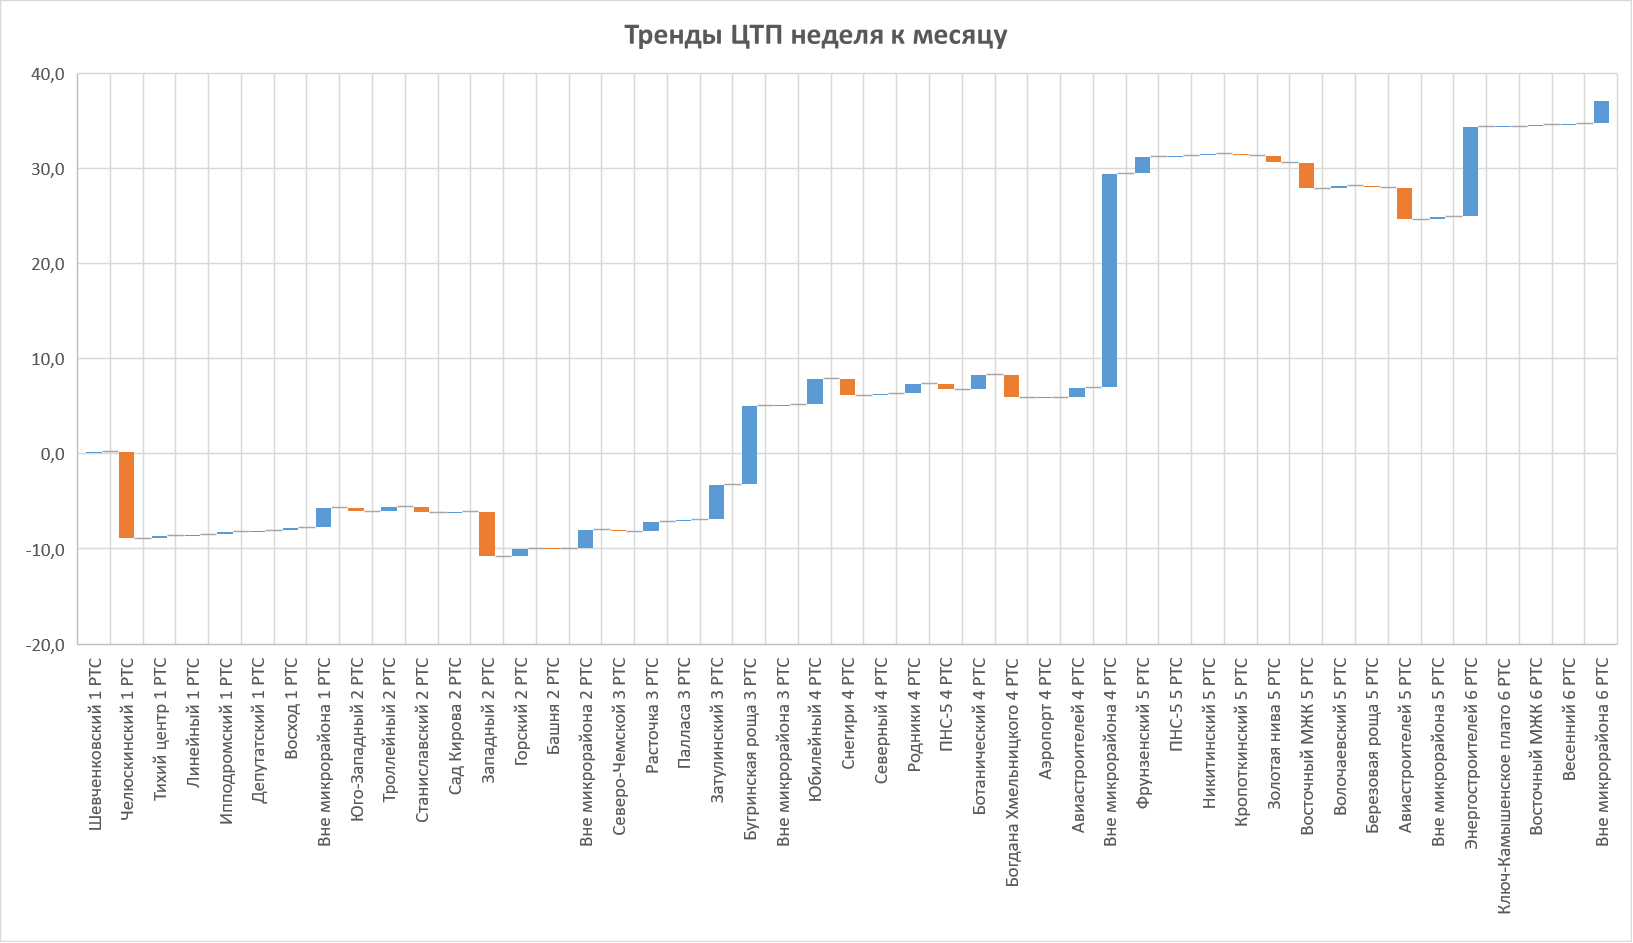 Тренды ЦТП неделя к месяцу
40,0
30,0
20,0
10,0
0,0
-10,0
-20,0
Шевченковский 1 РТС
Челюскинский 1 РТС
Тихий центр 1 РТС
Линейный 1 РТС
Ипподромский 1 РТС
Депутатский 1 РТС
Восход 1 РТС
Вне микрорайона 1 РТС
Юго-Западный 2 РТС
Троллейный 2 РТС
Станиславский 2 РТС
Сад Кирова 2 РТС
Западный 2 РТС
Горский 2 РТС
Башня 2 РТС
Вне микрорайона 2 РТС
Северо-Чемской 3 РТС
Расточка 3 РТС
Палласа 3 РТС
Затулинский 3 РТС
Бугринская роща 3 РТС
Вне микрорайона 3 РТС
Юбилейный 4 РТС
Снегири 4 РТС
Северный 4 РТС
Родники 4 РТС
ПНС-5 4 РТС
Ботанический 4 РТС
Богдана Хмельницкого 4 РТС
Аэропорт 4 РТС
Авиастроителей 4 РТС
Вне микрорайона 4 РТС
Фрунзенский 5 РТС
ПНС-5 5 РТС
Никитинский 5 РТС
Кропоткинский 5 РТС
Золотая нива 5 РТС
Восточный МЖК 5 РТС
Волочаевский 5 РТС
Березовая роща 5 РТС
Авиастроителей 5 РТС
Вне микрорайона 5 РТС
Энергостроителей 6 РТС
Ключ-Камышенское плато 6 РТС
Восточный МЖК 6 РТС
Весенний 6 РТС
Вне микрорайона 6 РТС